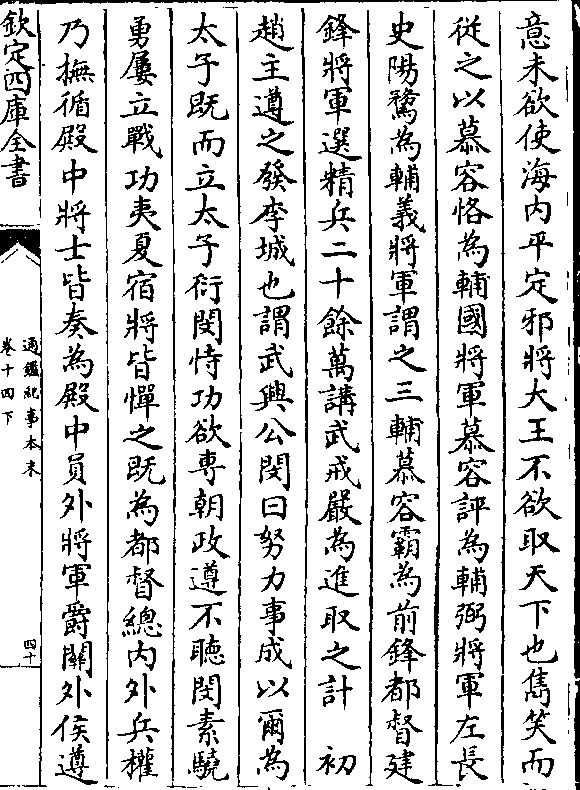 意未欲使海内平定邪將大王不欲取天下也雋笑而
從之以慕容恪為輔國將軍慕容評為輔弼將軍左長
史陽騖為輔義將軍謂之三輔慕容霸為前鋒都督建
鋒將軍選精兵二十餘萬講武戒嚴為進取之計　初
趙主遵之發李城也謂武興公閔曰努力事成以爾為
太子既而立太子衍閔恃功欲專朝政遵不聽閔素驍
勇屢立戰功夷夏宿將皆憚之既為都督總内外兵權
乃撫循殿中將士皆奏為殿中員外將軍爵關外侯遵
欽定四庫全書
通鑑紀事本末
卷十四下
四十